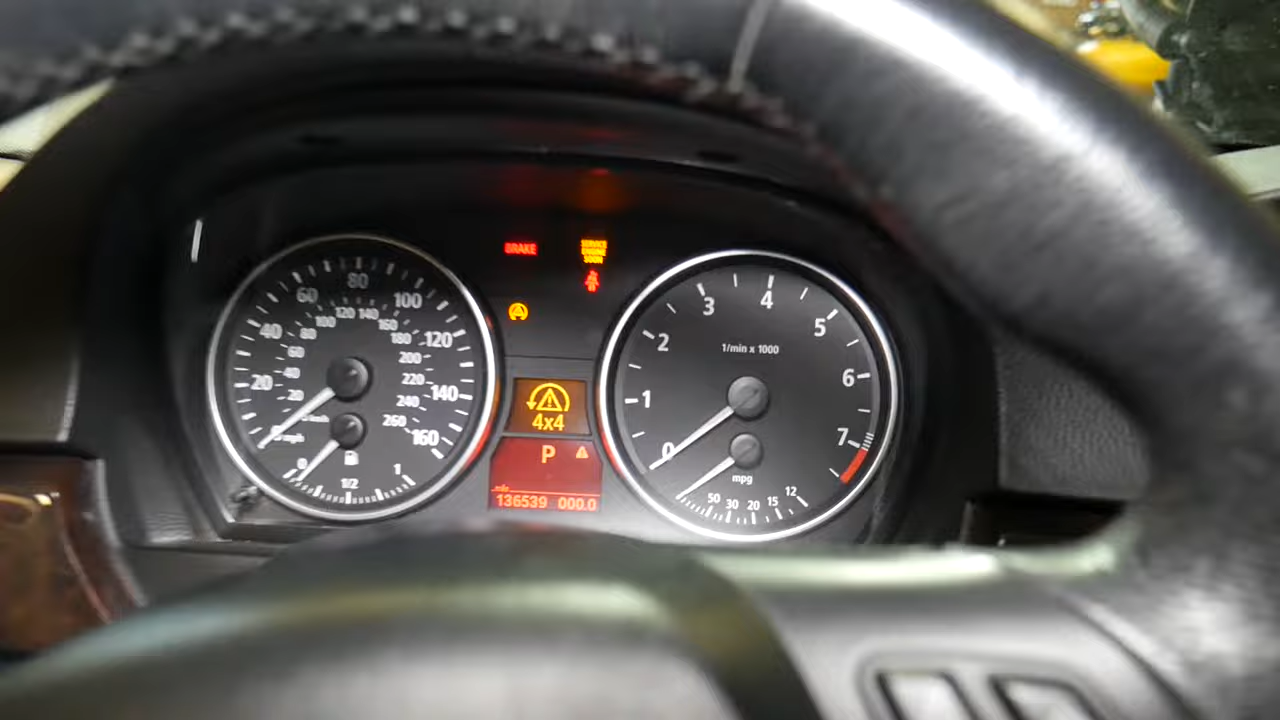 BRAKE
SERVICE
ENGINE
SOON
20 40 60 80 100 120 140 160
20 40 60 80 100 120 140 160 180 200 220 240 260
km/h
mph
0 1/2 1
4x4
P
mls
136539 000.0
0 1 2 3 4 5 6 7
1/min x 1000
mpg
50 30 20 15 12